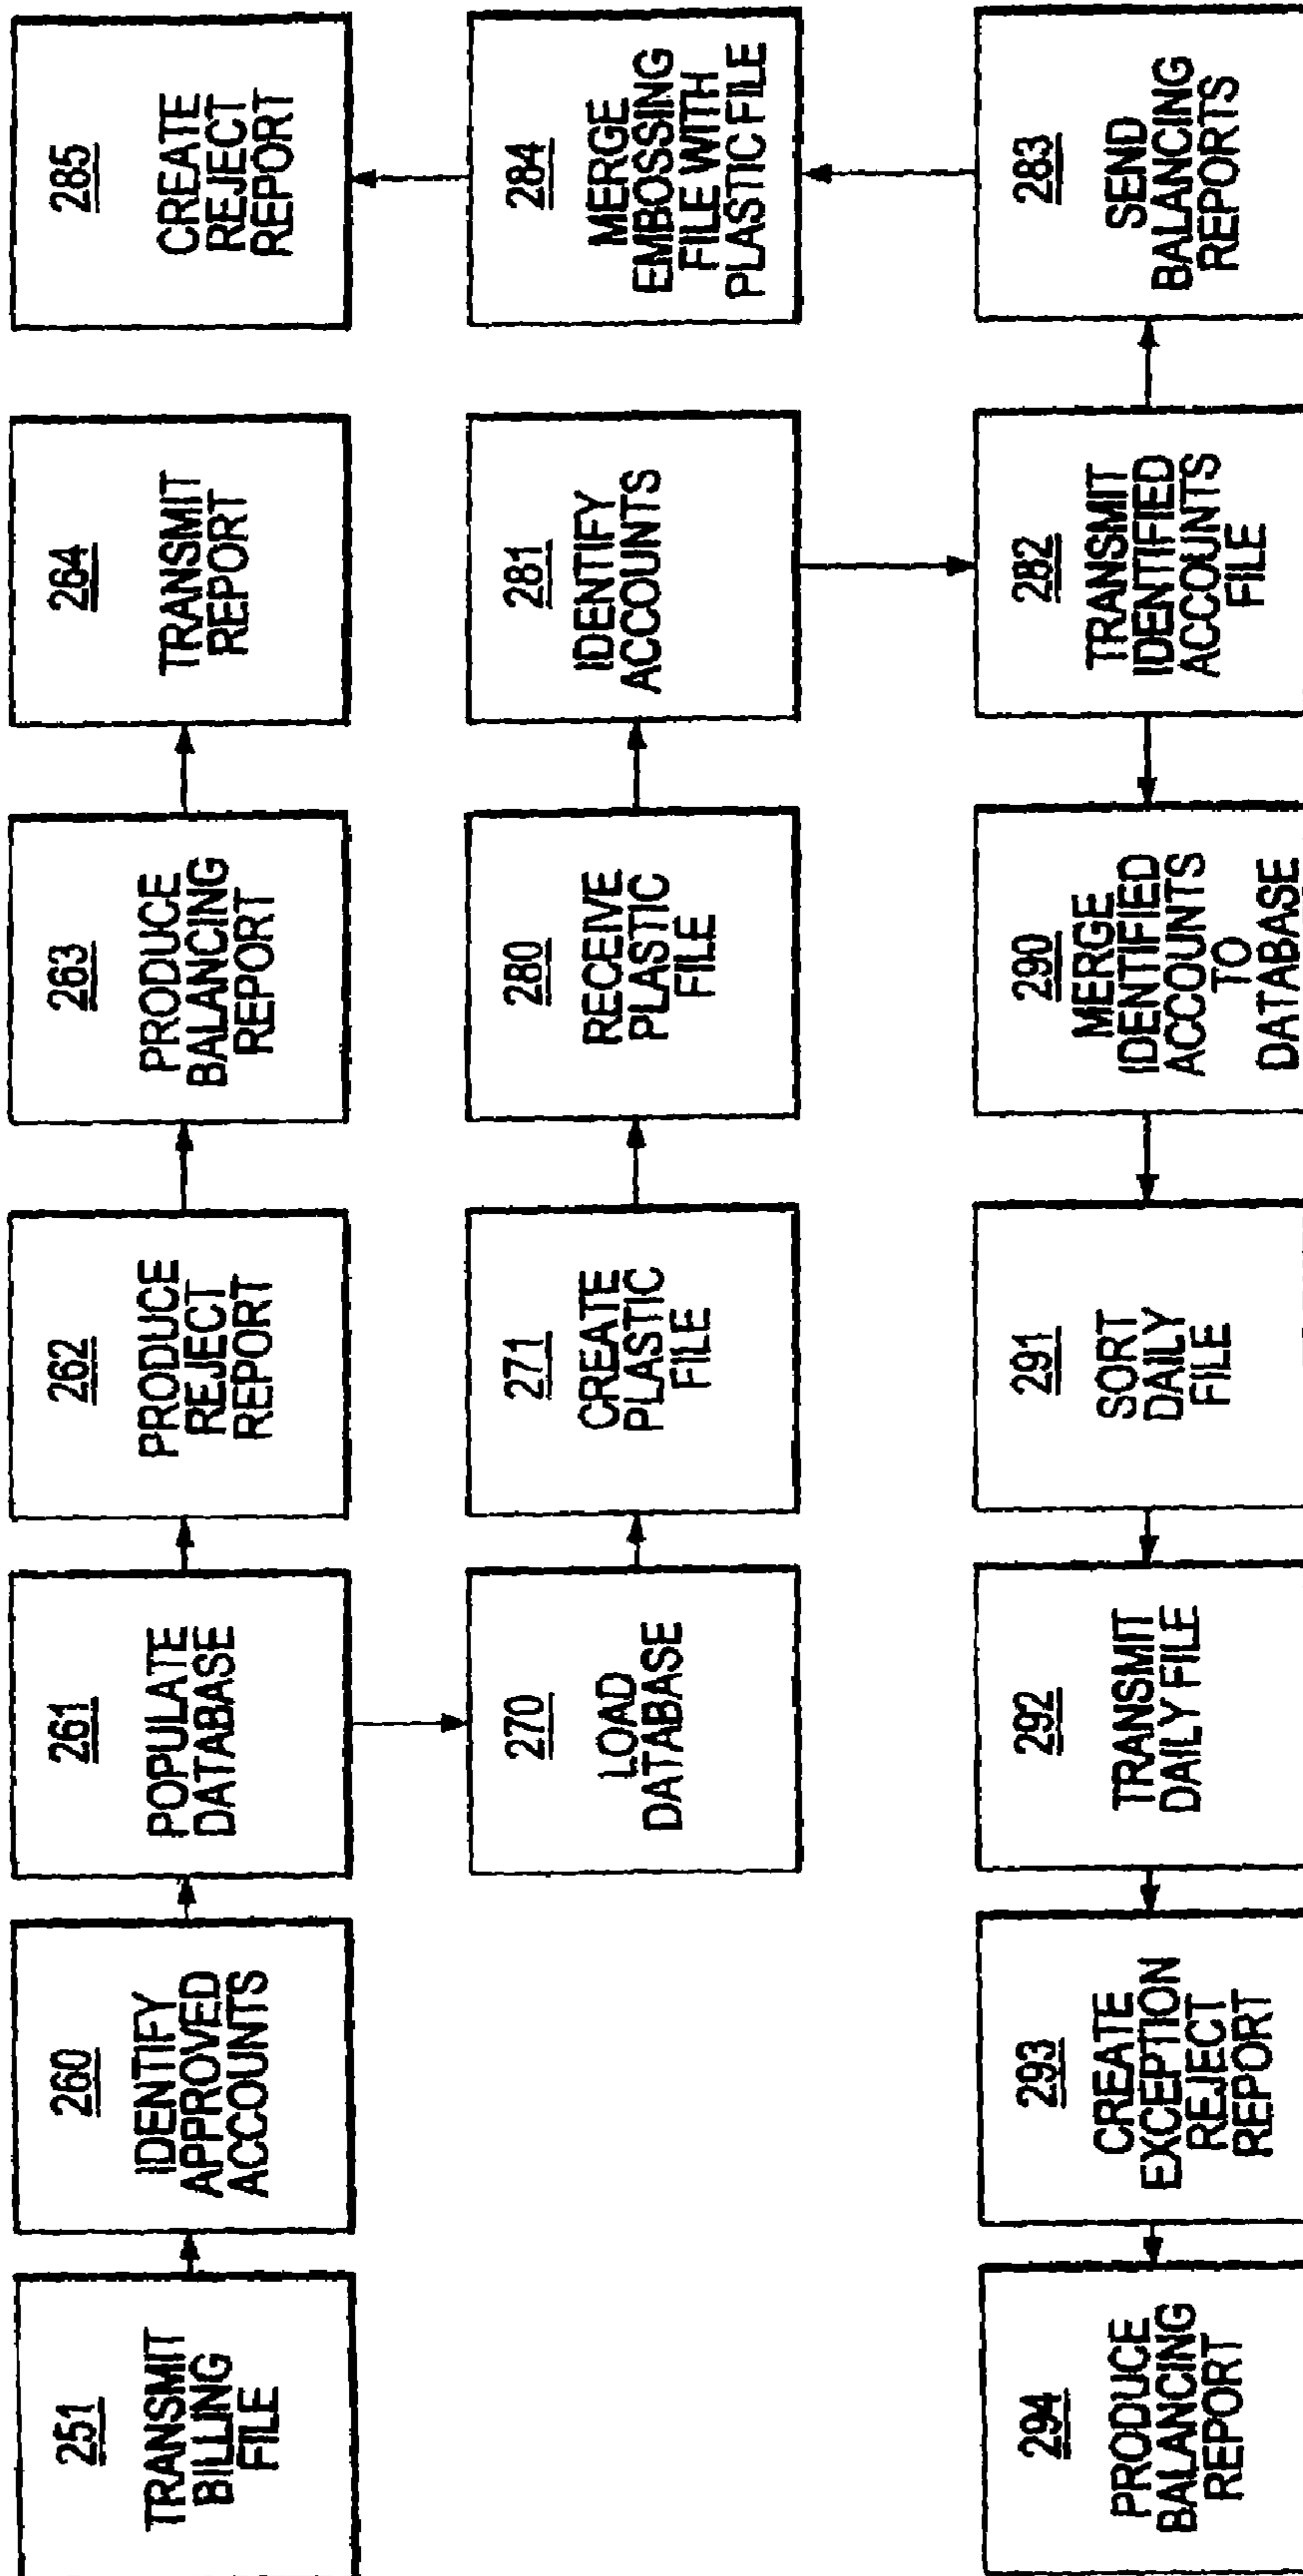 251
TRANSMIT
BILLING
FILE
260
IDENTIFY
APPROVED
ACCOUNTS
261
POPULATE
DATABASE
262
PRODUCE
REJECT
REPORT
263
PRODUCE
BALANCING
REPORT
264
TRANSMIT
REPORT
285
CREATE
REJECT
REPORT
270
LOAD
DATABASE
271
CREATE
PLASTIC
FILE
280
RECEIVE
PLASTIC
FILE
281
IDENTIFY
ACCOUNTS
284
MERGE
EMBOSSING
FILE WITH
PLASTIC FILE
294
PRODUCE
BALANCING
REPORT
293
CREATE
EXCEPTION
REJECT
REPORT
292
TRANSMIT
DAILY FILE
291
SORT
DAILY
FILE
290
MERGE
IDENTIFIED
ACCOUNTS
TO
DATABASE
282
TRANSMIT
IDENTIFIED
ACCOUNTS
FILE
283
SEND
BALANCING
REPORTS